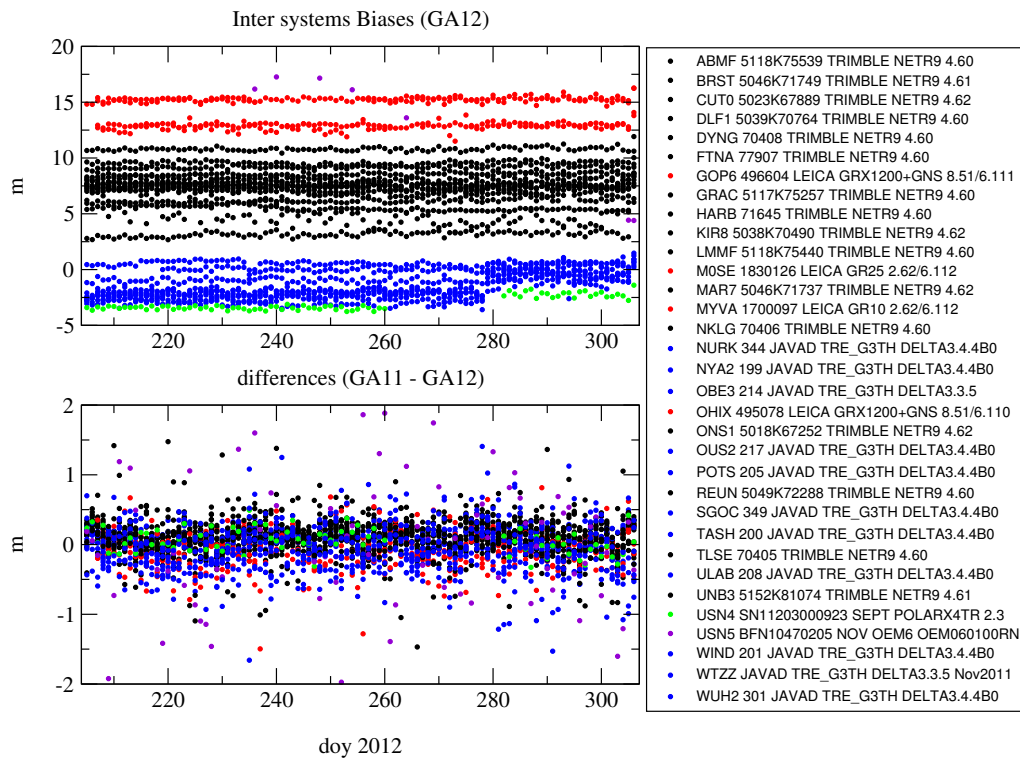 Inter systems Biases (GA12)
20
15
10
5
0
-5
m
220
240
260
280
300
differences (GA11 - GA12)
2
1
0
-1
-2
m
220
240
260
280
300
doy 2012
ABMF 5118K75539 TRIMBLE NETR9 4.60
BRST 5046K71749 TRIMBLE NETR9 4.61
CUT0 5023K67889 TRIMBLE NETR9 4.62
DLF1 5039K70764 TRIMBLE NETR9 4.60
DYNG 70408 TRIMBLE NETR9 4.60
FTNA 77907 TRIMBLE NETR9 4.60
GOP6 496604 LEICA GRX1200+GNS 8.51/6.111
GRAC 5117K75257 TRIMBLE NETR9 4.60
HARB 71645 TRIMBLE NETR9 4.60
KIR8 5038K70490 TRIMBLE NETR9 4.62
LMMF 5118K75440 TRIMBLE NETR9 4.60
M0SE 1830126 LEICA GR25 2.62/6.112
MAR7 5046K71737 TRIMBLE NETR9 4.62
MYVA 1700097 LEICA GR10 2.62/6.112
NKLG 70406 TRIMBLE NETR9 4.60
NURK 344 JAVAD TRE_G3TH DELTA3.4.4B0
NYA2 199 JAVAD TRE_G3TH DELTA3.4.4B0
OBE3 214 JAVAD TRE_G3TH DELTA3.3.5
OHIX 495078 LEICA GRX1200+GNS 8.51/6.110
ONS1 5018K67252 TRIMBLE NETR9 4.62
OUS2 217 JAVAD TRE_G3TH DELTA3.4.4B0
POTS 205 JAVAD TRE_G3TH DELTA3.4.4B0
REUN 5049K72288 TRIMBLE NETR9 4.60
SGOC 349 JAVAD TRE_G3TH DELTA3.4.4B0
TASH 200 JAVAD TRE_G3TH DELTA3.4.4B0
TLSE 70405 TRIMBLE NETR9 4.60
ULAB 208 JAVAD TRE_G3TH DELTA3.4.4B0
UNB3 5152K81074 TRIMBLE NETR9 4.61
USN4 SN11203000923 SEPT POLARX4TR 2.3
USN5 BFN10470205 NOV OEM6 OEM060100RN
WIND 201 JAVAD TRE_G3TH DELTA3.4.4B0
WTZZ JAVAD TRE_G3TH DELTA3.3.5 Nov2011
WUH2 301 JAVAD TRE_G3TH DELTA3.4.4B0